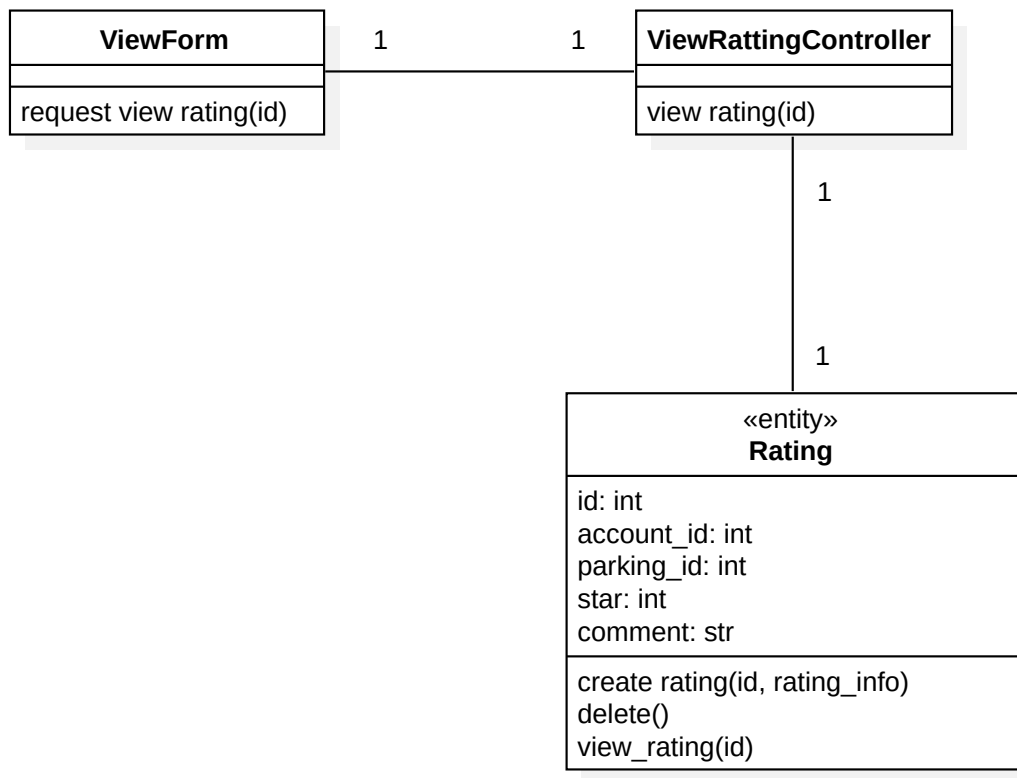 ViewForm
request view rating(id)
1
1
ViewRattingController
view rating(id)
1
1
«entity»
Rating
id: int
account_id: int
parking_id: int
star: int
comment: str
create rating(id, rating_info)
delete()
view_rating(id)